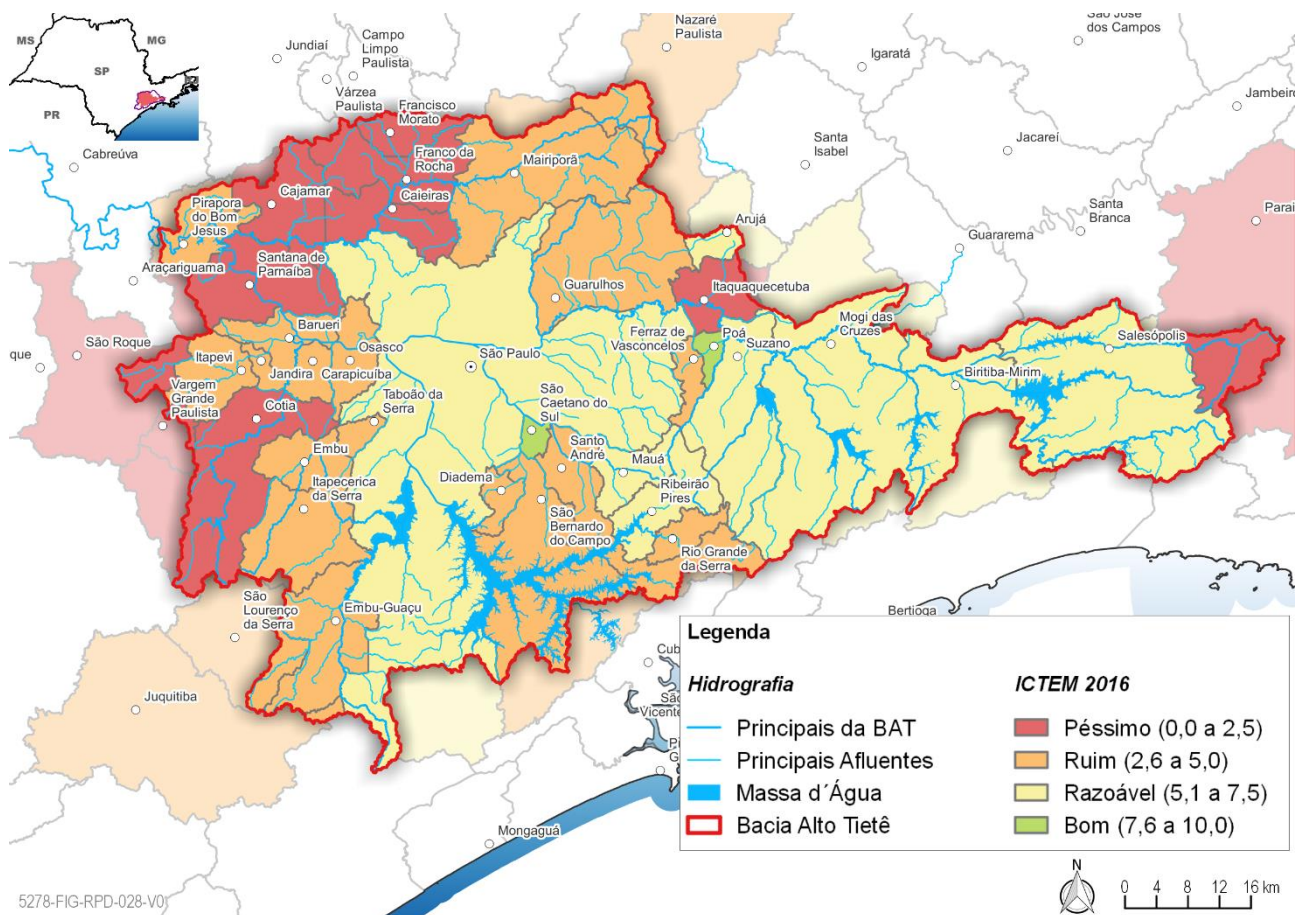 MS
MG
SP
PR
Jundiaí
Campo
Limpo
Paulista
Várzea
Paulista
Nazaré
Paulista
Igaratá
dos Campos
Jambeiro
Jacareí
Santa
Isabel
Santa
Branca
Guararema
Cabreúva
Francisco
Morato
Franco da
Rocha
Mairiporã
Caieiras
Cajamar
Pirapora
do Bom
Jesus
Araçariguama
Santana de
Parnaíba
Arujá
Itaquaquecetuba
Guarulhos
Mogi das
Cruzes
Ferraz de
Vasconcelos
Poá
Suzano
Salesópolis
Biritiba-Mirim
Barueri
Osasco
São Paulo
São Roque
que
Itapevi
Jandira
Carapicuíba
Vargem
Grande
Paulista
Taboão da
Serra
Cotia
São
Caetano do
Sul
Santo
André
Embu
Diadema
Mauá
Ribeirão
Pires
Itapecerica
da Serra
São
Bernardo
do Campo
Rio Grande
da Serra
São
Lourenço
da Serra
Embu-Guaçu
Juquitiba
Bertioga
Mongaguá
Parai
Cub
São
Vicente
Legenda
Hidrografia
Principais da BAT
Principais Afluentes
Massa d´Água
Bacia Alto Tietê
ICTEM 2016
Péssimo (0,0 a 2,5)
Ruim (2,6 a 5,0)
Razoável (5,1 a 7,5)
Bom (7,6 a 10,0)
5278-FIG-RPD-028-V0
N
0 4 8 12 16 km